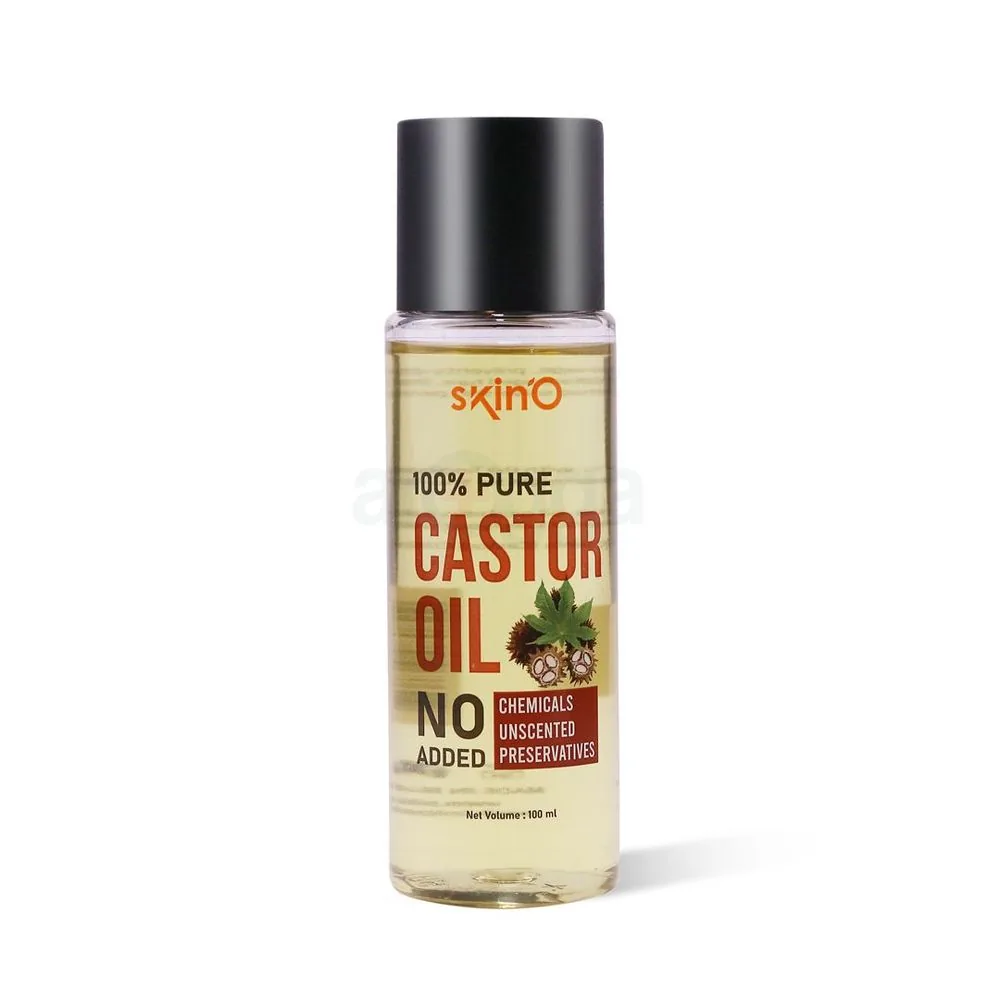 skin'O
100% PURE
CASTOR
OIL
NO
ADDED
CHEMICALS
UNSCENTED
PRESERVATIVES
Net Volume : 100 ml